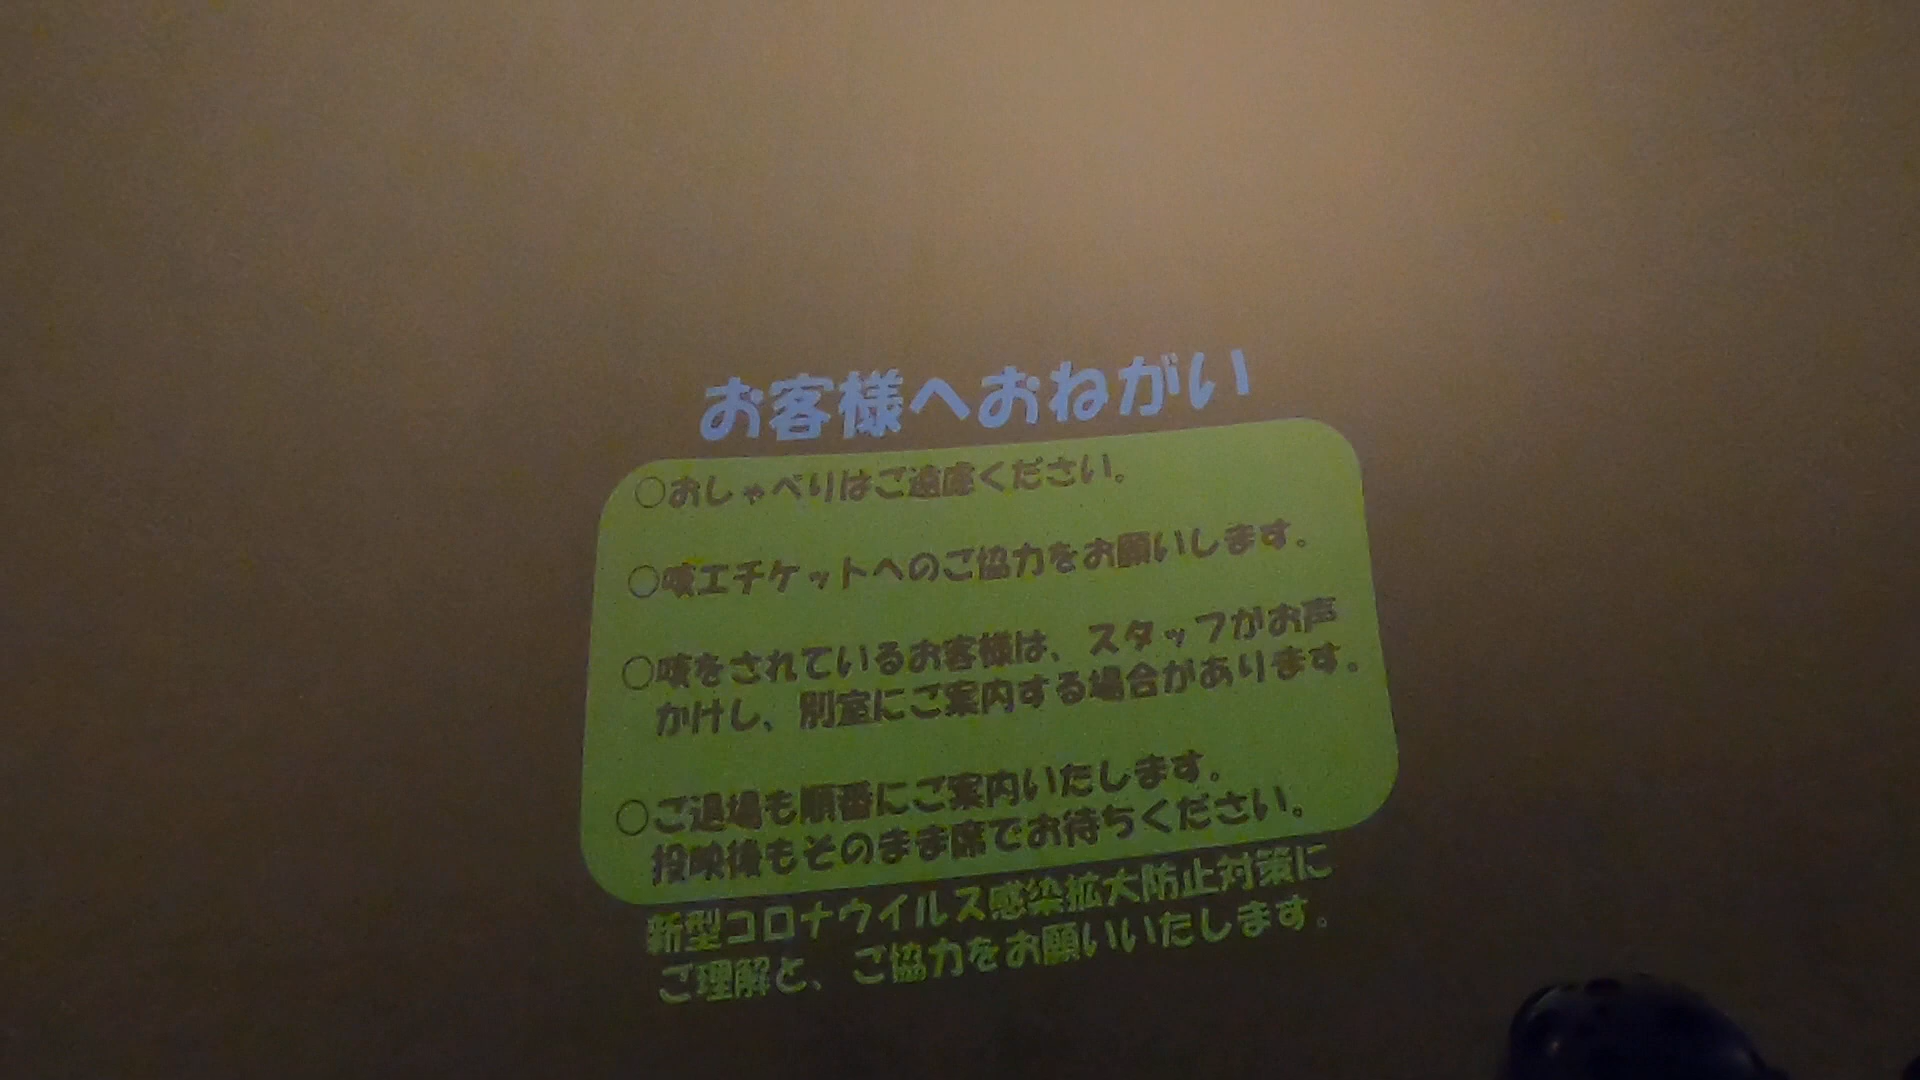 お客様へおねがい
○おしゃべりはご遠慮ください。
○咳エチケットへのご協力をお願いします。
○咳をされているお客様は、スタッフがお声
かけし、別室にご案内する場合があります。
○ご退場も順番にご案内いたします。
投映後もそのまま席でお待ちください。
新型コロナウイルス感染拡大防止対策に
ご理解と、ご協力をお願いいたします。